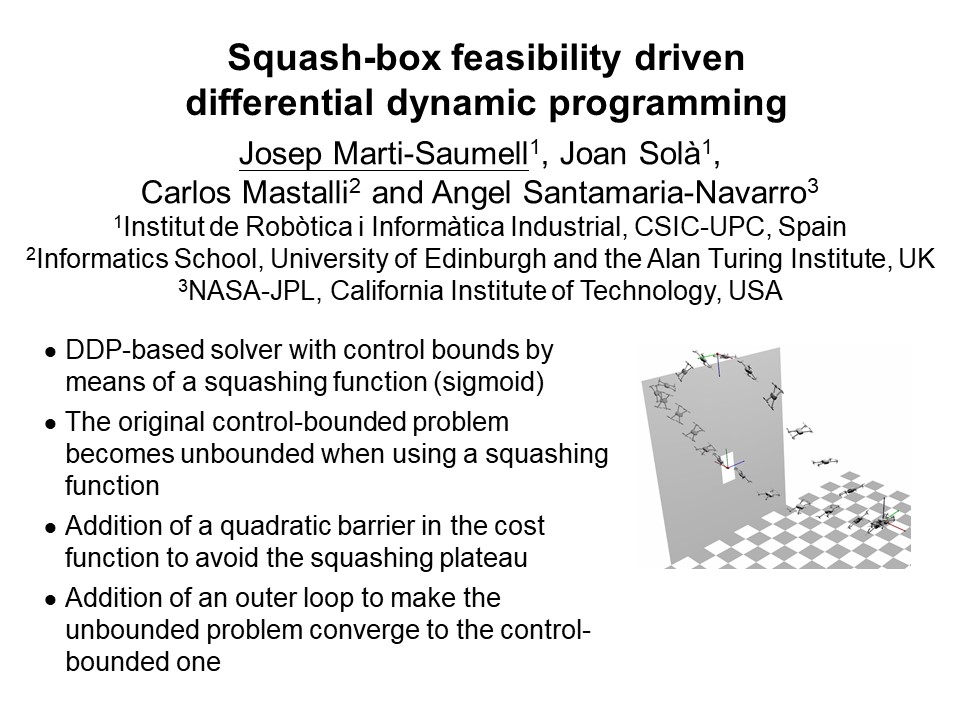 Squash-box feasibility driven
differential dynamic programming
Josep Marti-Saumell¹, Joan Solà¹,
Carlos Mastalli² and Angel Santamaria-Navarro³
¹Institut de Robòtica i Informàtica Industrial, CSIC-UPC, Spain
²Informatics School, University of Edinburgh and the Alan Turing Institute, UK
³NASA-JPL, California Institute of Technology, USA
● DDP-based solver with control bounds by
means of a squashing function (sigmoid)
● The original control-bounded problem
becomes unbounded when using a squashing
function
● Addition of a quadratic barrier in the cost
function to avoid the squashing plateau
● Addition of an outer loop to make the
unbounded problem converge to the control-
bounded one